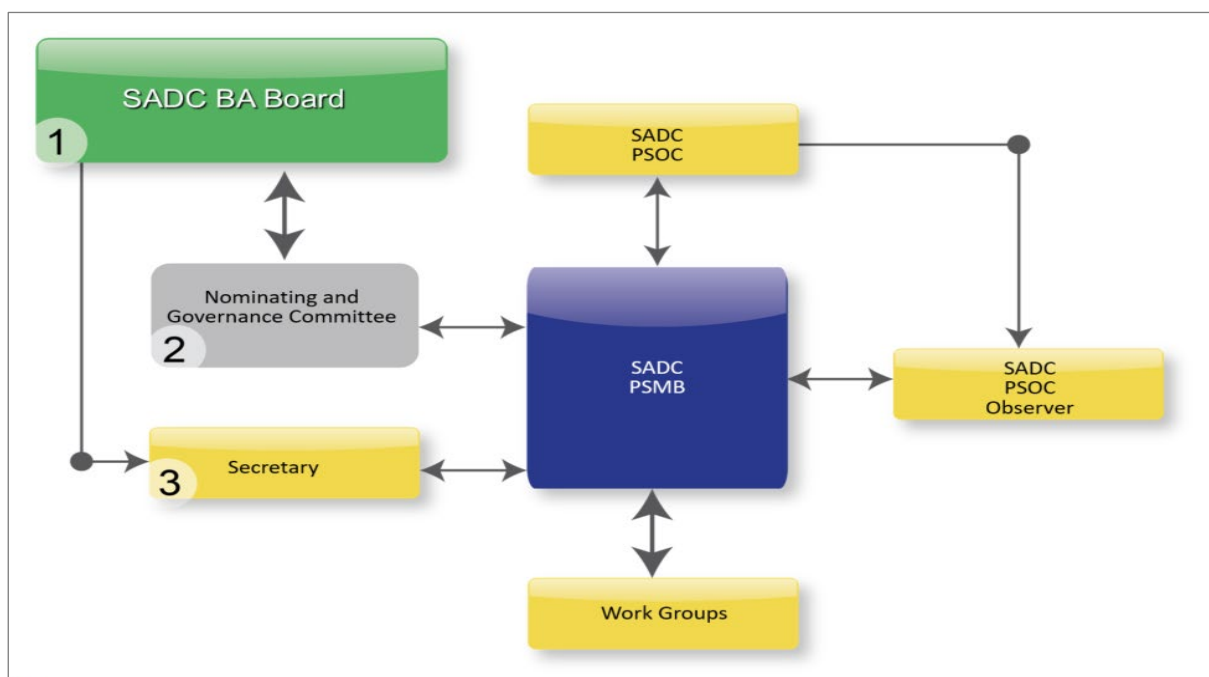 SADC BA Board
1
SADC
PSOC
Nominating and
Governance Committee
2
SADC
PSMB
SADC
PSOC
Observer
Secretary
3
Work Groups